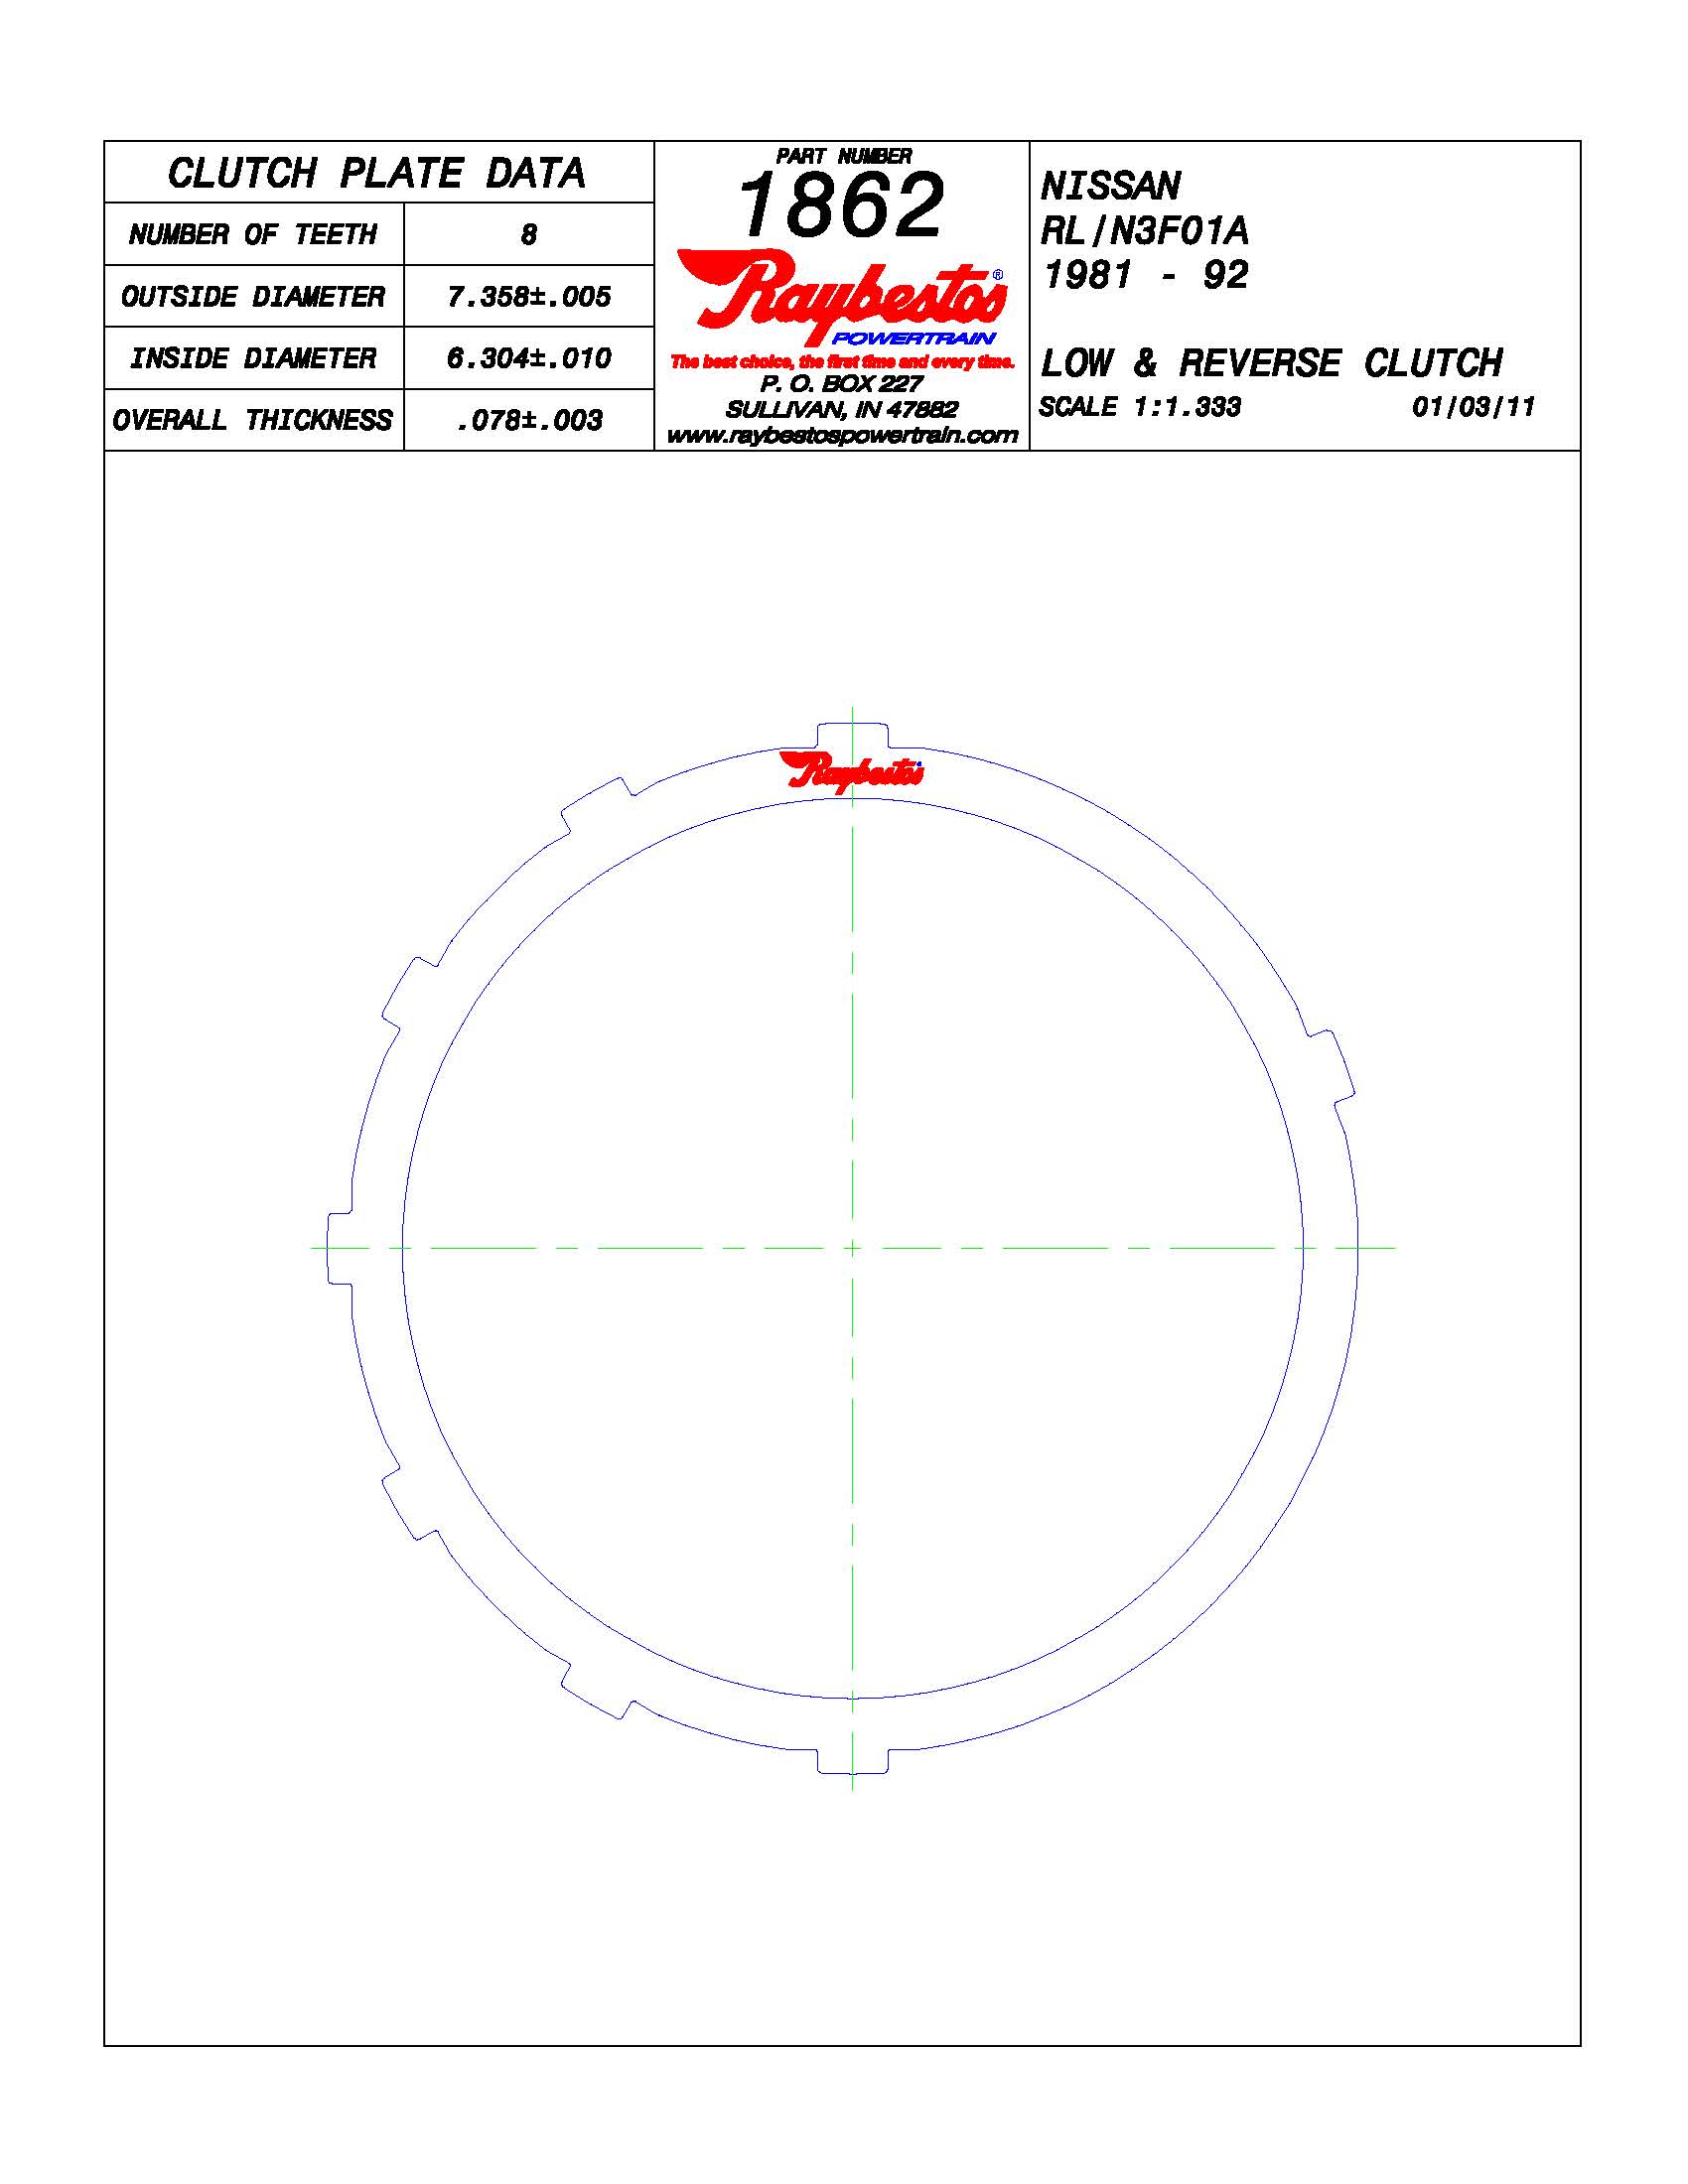 CLUTCH PLATE DATA
NUMBER OF TEETH 8
OUTSIDE DIAMETER 7.358±.005
INSIDE DIAMETER 6.304±.010
OVERALL THICKNESS .078±.003
PART NUMBER
1862
Raybestos®
POWERTRAIN
The best choice, the first time and every time.
P. O. BOX 227
SULLIVAN, IN 47882
www.raybestospowertrain.com
NISSAN
RL/N3F01A
1981 - 92
LOW & REVERSE CLUTCH
SCALE 1:1.333 01/03/11
Raybestos